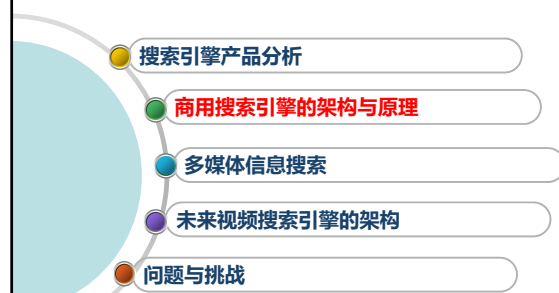 搜索引擎产品分析
商用搜索引擎的架构与原理
多媒体信息搜索
未来视频搜索引擎的架构
问题与挑战